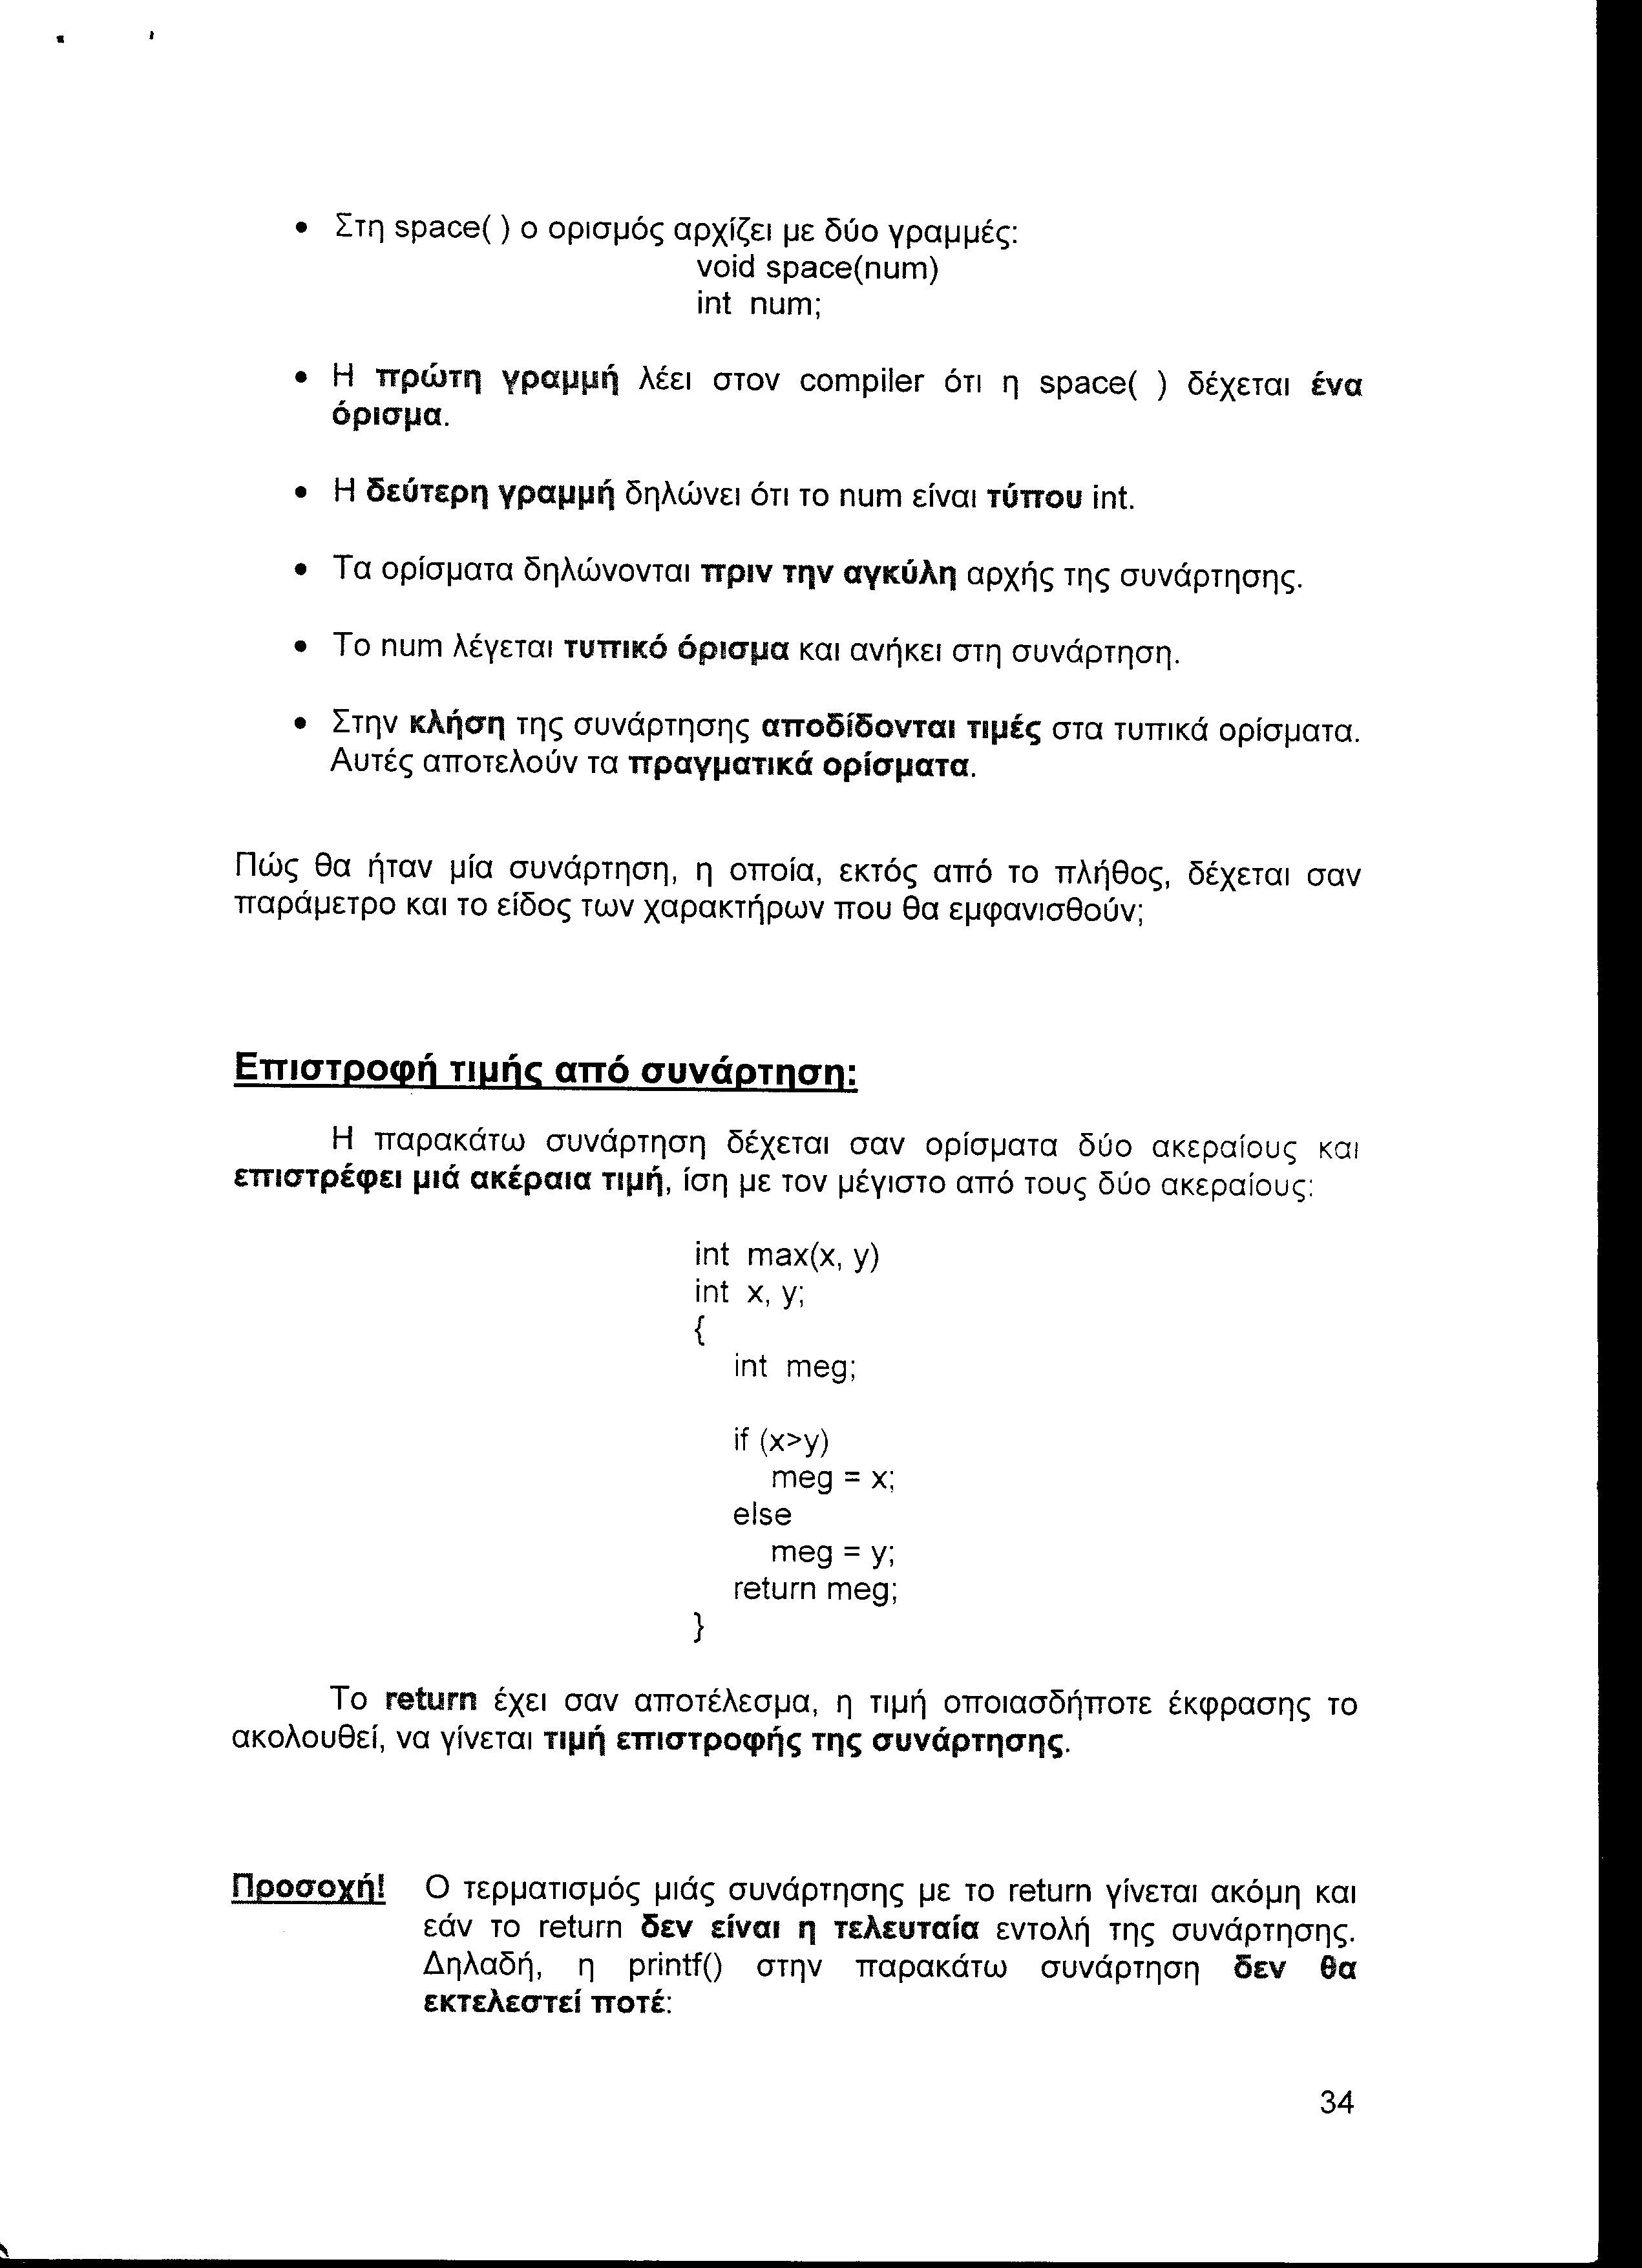 • Στη space( ) ο ορισμός αρχίζει με δύο γραμμές:
void space(num)
int num;
• Η πρώτη γραμμή λέει στον compiler ότι η space( ) δέχεται ένα
όρισμα.
• Η δεύτερη γραμμή δηλώνει ότι το num είναι τύπου int.
• Τα ορίσματα δηλώνονται πριν την αγκύλη αρχής της συνάρτησης.
• Το num λέγεται τυπικό όρισμα και ανήκει στη συνάρτηση.
• Στην κλήση της συνάρτησης αποδίδονται τιμές στα τυπικά ορίσματα.
Αυτές αποτελούν τα πραγματικά ορίσματα.
Πώς θα ήταν μία συνάρτηση, η οποία, εκτός από το πλήθος, δέχεται σαν
παράμετρο και το είδος των χαρακτήρων που θα εμφανισθούν;
Επιστροφή τιμής από συνάρτηση:
Η παρακάτω συνάρτηση δέχεται σαν ορίσματα δύο ακεραίους και
επιστρέφει μιά ακέραια τιμή, ίση με τον μέγιστο από τους δύο ακεραίους:
int max(x, y)
int x, y;
{
int meg;
if (x>y)
meg = x;
else
meg = y;
return meg;
}
Το return έχει σαν αποτέλεσμα, η τιμή οποιασδήποτε έκφρασης το
ακολουθεί, να γίνεται τιμή επιστροφής της συνάρτησης.
Προσοχή! Ο τερματισμός μιάς συνάρτησης με το return γίνεται ακόμη και
εάν το return δεν είναι η τελευταία εντολή της συνάρτησης.
Δηλαδή, η printf() στην παρακάτω συνάρτηση δεν θα
εκτελεστεί ποτέ:
34